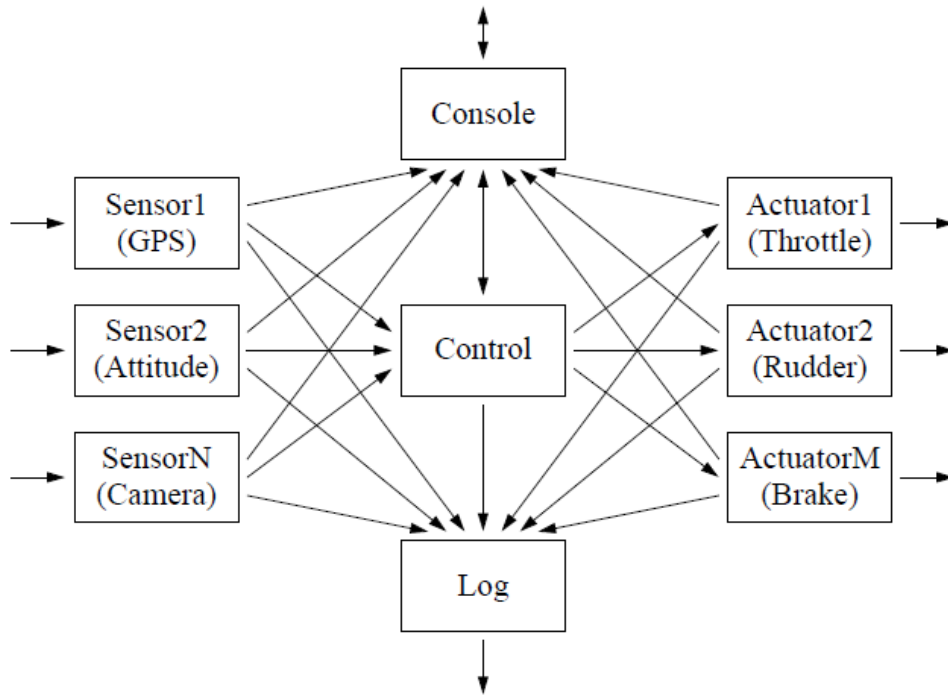 Console
Sensor1
(GPS)
Actuator1
(Throttle)
Sensor2
(Attitude)
Control
Actuator2
(Rudder)
SensorN
(Camera)
ActuatorM
(Brake)
Log